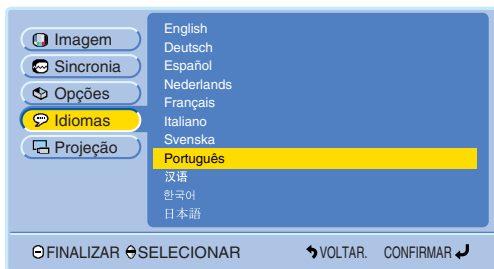 Imagem
Sincronia
Opções
Idiomas
Projeção
English
Deutsch
Español
Nederlands
Français
Italiano
Svenska
Português
汉语
한국어
日本語
FINALIZAR SELECIONAR VOLTAR. CONFIRMAR